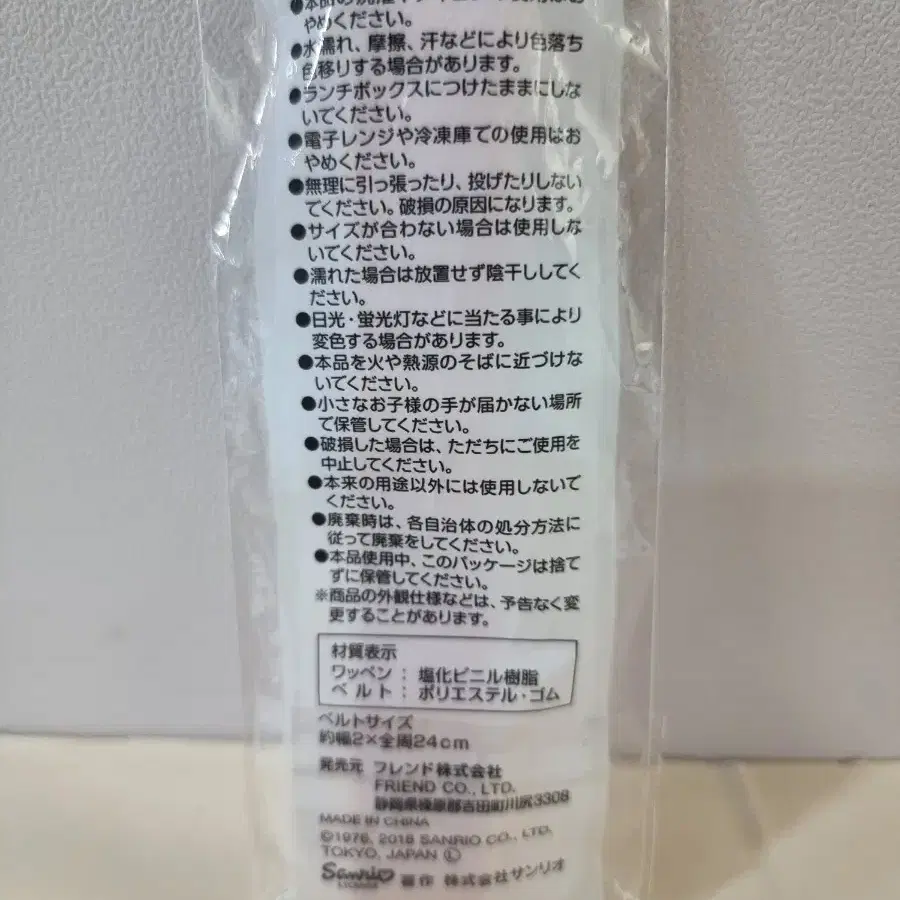 やめください。
●水濡れ、摩擦、汗などにより色落ち
色移りする場合があります。
●ランチボックスにつけたままにしな
いでください。
●電子レンジや冷凍庫での使用はお
やめください。
●無理に引っ張ったり、投げたりしない
でください。破損の原因になります。
●サイズが合わない場合は使用しな
いでください。
●濡れた場合は放置せず陰干ししてく
ださい。
●日光・蛍光灯などに当たる事により
変色する場合があります。
●本品を火や熱源のそばに近づけな
いでください。
●小さなお子様の手が届かない場所
で保管してください。
●破損した場合は、ただちにご使用を
中止してください。
●本来の用途以外には使用しないで
ください。
●廃棄時は、各自治体の処分方法に
従って廃棄をしてください。
●本品使用中、このパッケージは捨て
ずに保管してください。
※商品の外観仕様などは、予告なく変
更することがあります。
材質表示
ワッペン：塩化ビニル樹脂
ベルト：ポリエステル・ゴム
ベルトサイズ
約幅2×全周24cm
発売元 フレンド株式会社
FRIEND CO., LTD.
静岡県榛原郡吉田町川尻3308
MADE IN CHINA
©1976, 2018 SANRIO CO., LTD.
TOKYO, JAPAN Ⓛ
Sanrio LICENSE 著作 株式会社サンリオ